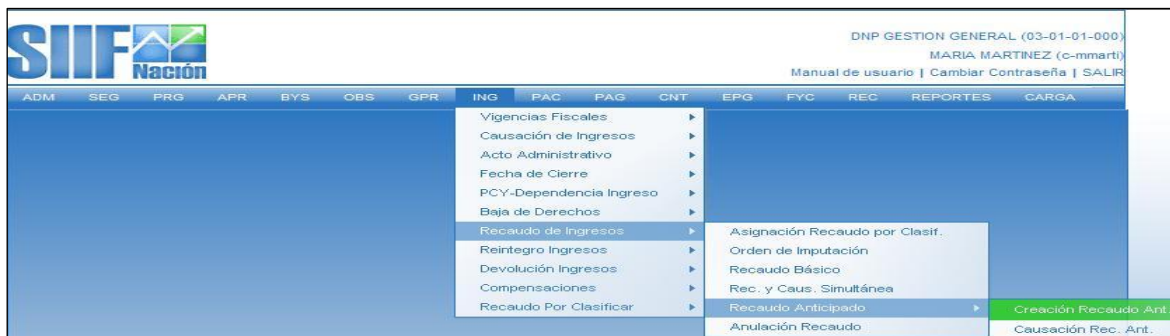 SIIF
Nación
DNP GESTION GENERAL (03-01-01-000)
MARIA MARTINEZ (c-mmarti)
Manual de usuario | Cambiar Contraseña | SALIR
ADM SEG PRG APR BYS OBS GPR ING PAC PAG CNT EPG FYC REC REPORTES CARGA
Vigencias Fiscales
Causación de Ingresos
Acto Administrativo
Fecha de Cierre
PCY-Dependencia Ingreso
Baja de Derechos
Recaudo de Ingresos
Reintegro Ingresos
Devolución Ingresos
Compensaciones
Recaudo Por Clasificar
Asignación Recaudo por Clasif.
Orden de Imputación
Recaudo Básico
Rec. y Caus. Simultánea
Recaudo Anticipado
Anulación Recaudo
Creación Recaudo Ant
Causación Rec. Ant.